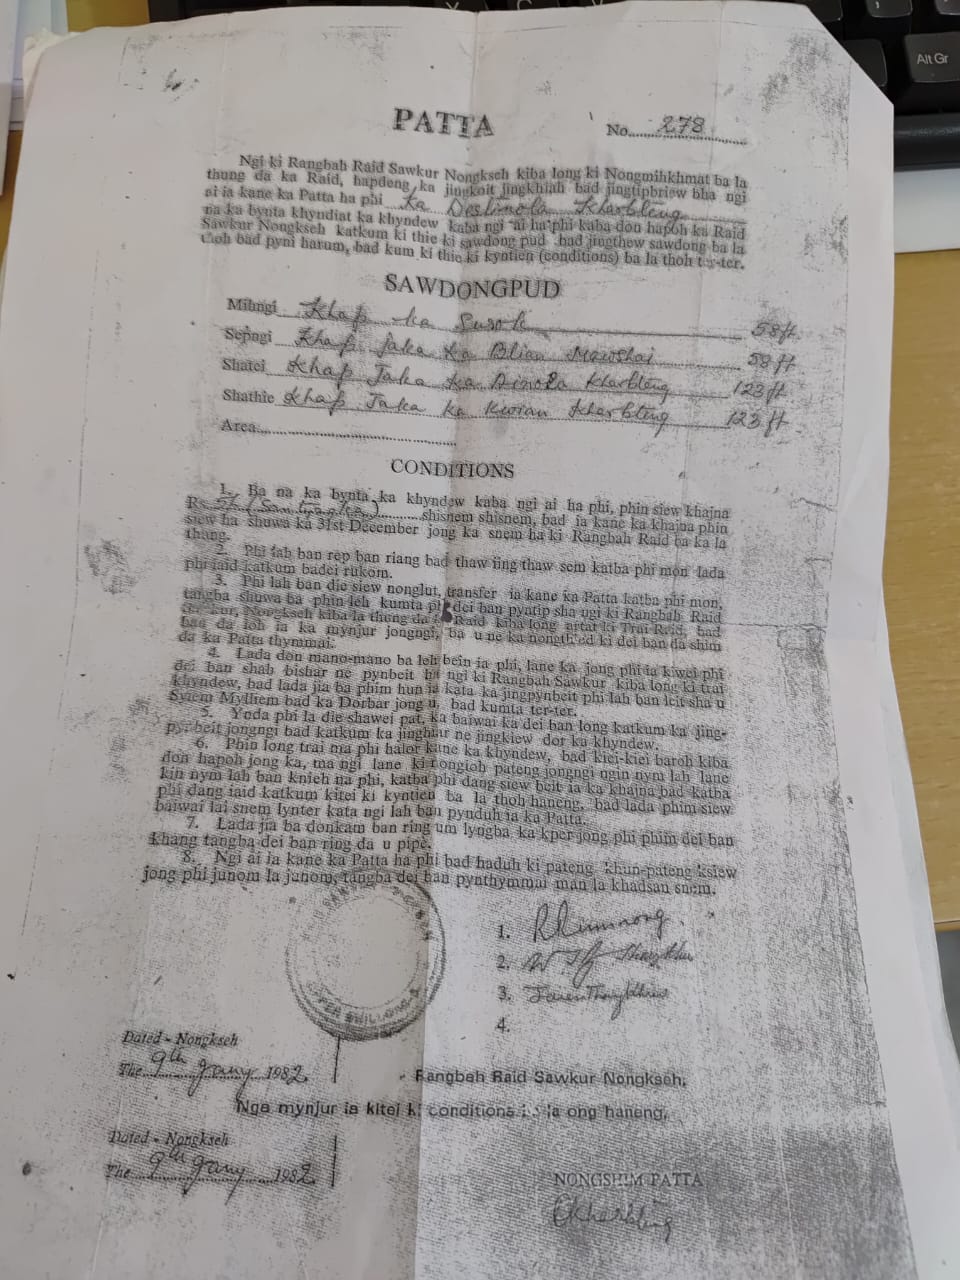 Alt Gr
PATTA
No. 278
Ngi ki Rangbah Raid Sawkur Nongkseh kiba long ki Nongmihkhmat ba la
thung da ka Raid, hapdeng ka jingkoit jingkhiah bad jingtipbriew bha ngi
ai ia kane ka Patta ha phi Ka Deslinola Kharbteng
na ka bynta khyndiat ka khyndew kaba ngi ai ha phi kaba don hapoh ka Raid
Sawkur Nongkseh katkum ki thie ki sawdong pud bad jingthew sawdong ba la
thoh bad pyni harum, bad kum ki thie ki kyntien (conditions) ba la thoh ter-ter.
SAWDONGPUD
Mihngi Khap ka Surok 58 ft.
Sepngi Khap jaka ka Blian Mawthai 58 ft
Shatei Khap Jaka ka Kharbteng 123 ft
Shathie Khap Jaka ka Kharbteng 123 ft.
Area
CONDITIONS
1. Ba na ka bynta ka khyndew kaba ngi ai ha phi, phin siew khajna
Rs. shisnem shisnem, bad ia kane ka khajna phin
siew ha shuwa ka 31st December jong ka snem ha ki Rangbah Raid ba ka la
thung.
2. Phi lah ban rep ban riang bad thaw iing thaw sem katba phi mon lada
phi iaid katkum badei rukom.
3. Phi lah ban die siew nonglut, transfer ia kane ka Patta katba phi mon,
tangba shuwa ba phin leh kumta phi dei ban pyntip sha ngi ki Rangbah Raid
Sawkur, Nongkseh kiba la thung da ka Raid kiba long ki Trai Raid, bad
ban da ioh ia ka mynjur jongngi, ba u ne ka ki dei ban da shim
da ka Patta thymmai.
4. Lada don mano-mano ba leh bein ia phi, lane ka jong phi ia kiwei phi
dei ban shah bishar ne pynbeit ha ngi ki Rangbah Sawkur kiba long ki trai
khyndew, bad lada jia ba phim hun ia kata ka jingpynbeit phi lah ban leit sha u
Syiem Mylliem bad ka Dorbar jong u, bad kumta ter-ter.
5. Ynda phi la die shawei pat, ka baiwai ka dei ban long katkum ka jing-
pynbeit jongngi bad katkum ka jinghiar ne jingkiew dor ka khyndew.
6. Phin long trai ma phi halor kane ka khyndew, bad kiei-kiei baroh kiba
don hapoh jong ka, ma ngi lane ki nongioh pateng jongngi ngin nym lah lane
kin nym lah ban knieh na phi, katba phi dang siew beit ia ka khajna bad katba
phi dang iaid katkum kitei ki kyntien ba la thoh haneng, bad lada phim siew
baiwai lai snem lynter kata ngi lah ban pynduh ia ka Patta.
7. Lada jia ba donkam ban ring um lyngba ka kper jong phi phim dei ban
khang tangba dei ban ring da u pipe.
8. Ngi ai ia kane ka Patta ha phi bad haduh ki pateng khun-pateng ksiew
jong phi junom la junom, tangba dei ban pynthymmai man la khadsan snem.
1.
2.
3.
4.
Dated - Nongkseh
The 9th Jany 1982.
Rangbah Raid Sawkur Nongkseh.
Nga mynjur ia kitei ki conditions ba la ong haneng.
Dated - Nongkseh
The 9th Jany 1982
NONGSHIM PATTA
Kharbteng